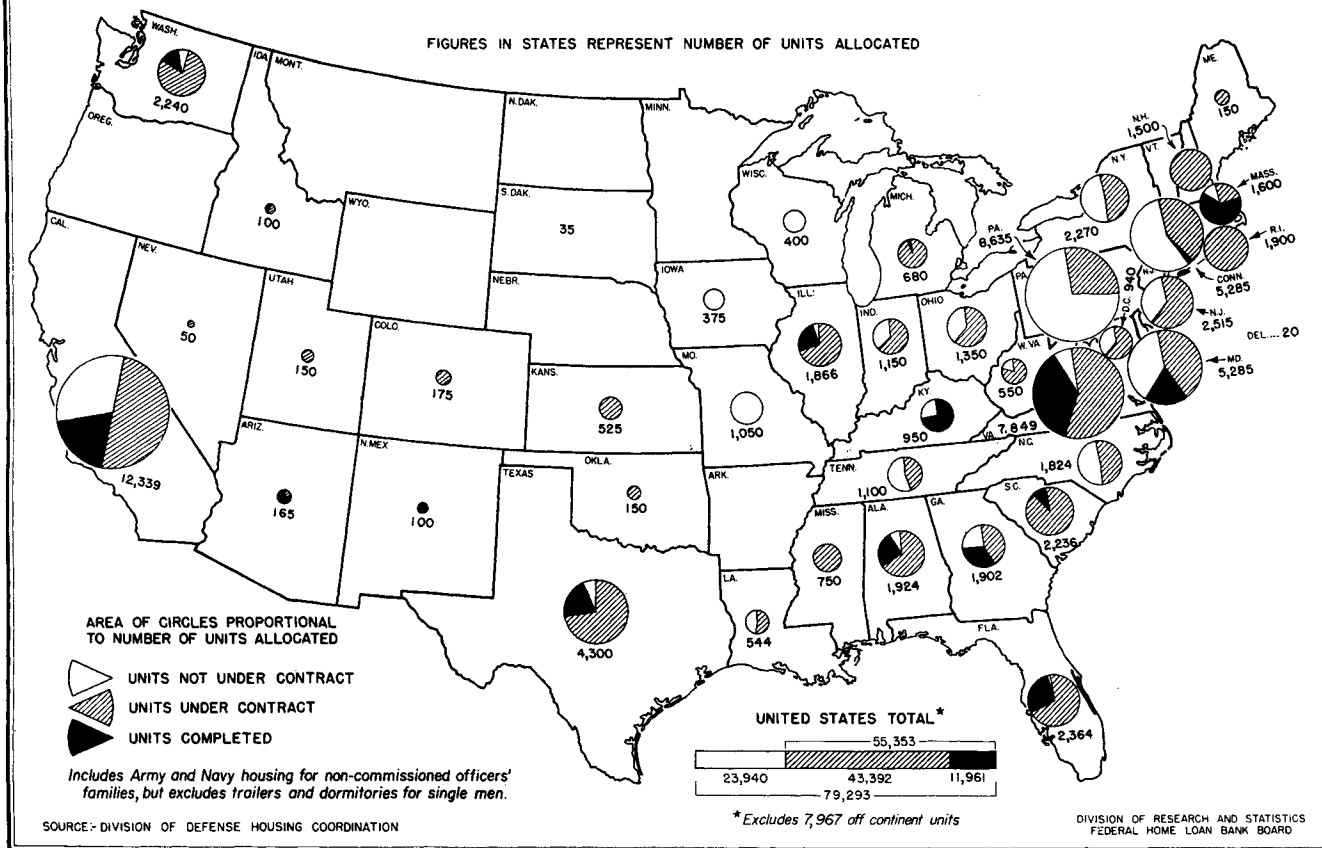 FIGURES IN STATES REPRESENT NUMBER OF UNITS ALLOCATED
WASH.
2,240
OREG.
IDA.
100
MONT.
N.DAK.
MINN.
S.DAK.
35
WYO.
NEBR.
CAL.
12,339
NEV.
50
UTAH
150
COLO.
175
KANS.
525
ARIZ.
165
N.MEX
100
TEXAS
4,300
OKLA.
150
IOWA
375
MO.
1,050
ARK.
LA.
544
WISC.
400
MICH.
680
ILL.
1,866
IND.
1,150
OHIO
1,350
KY.
950
TENN.
1,100
MISS.
750
ALA.
1,924
GA.
1,902
FLA.
2,364
S.C.
2,236
N.C.
1,824
VA.
7,849
W.VA.
550
PA.
8,635
PA.
N.Y.
2,270
VT.
N.H.
1,500
ME.
150
MASS.
1,600
R.I.
1,900
CONN.
5,285
N.J.
N.J.
2,515
DEL.... 20
D.C. 940
MD.
5,285
AREA OF CIRCLES PROPORTIONAL
TO NUMBER OF UNITS ALLOCATED
UNITS NOT UNDER CONTRACT
UNITS UNDER CONTRACT
UNITS COMPLETED
Includes Army and Navy housing for non-commissioned officers'
families, but excludes trailers and dormitories for single men.
UNITED STATES TOTAL*
55,353
23,940 43,392 11,961
79,293
*Excludes 7,967 off continent units
SOURCE:- DIVISION OF DEFENSE HOUSING COORDINATION
DIVISION OF RESEARCH AND STATISTICS
FEDERAL HOME LOAN BANK BOARD